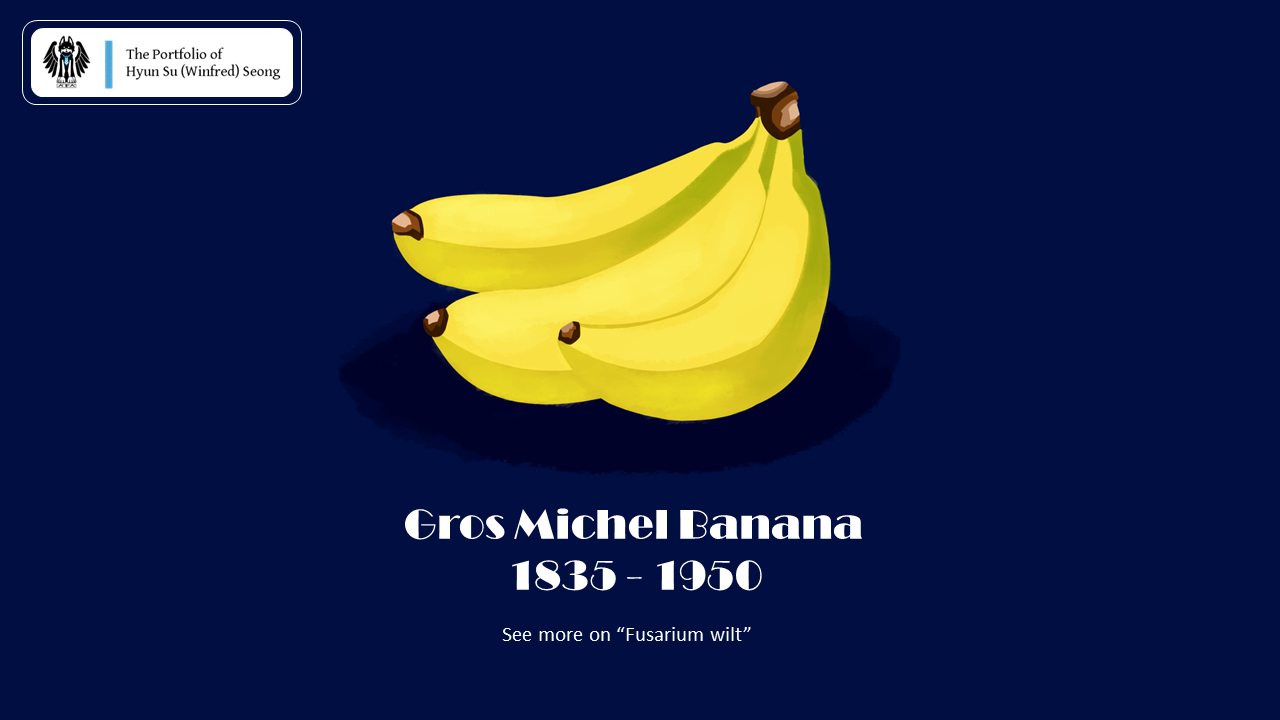 The Portfolio of
Hyun Su (Winfred) Seong
Gros Michel Banana
1835 - 1950
See more on “Fusarium wilt”